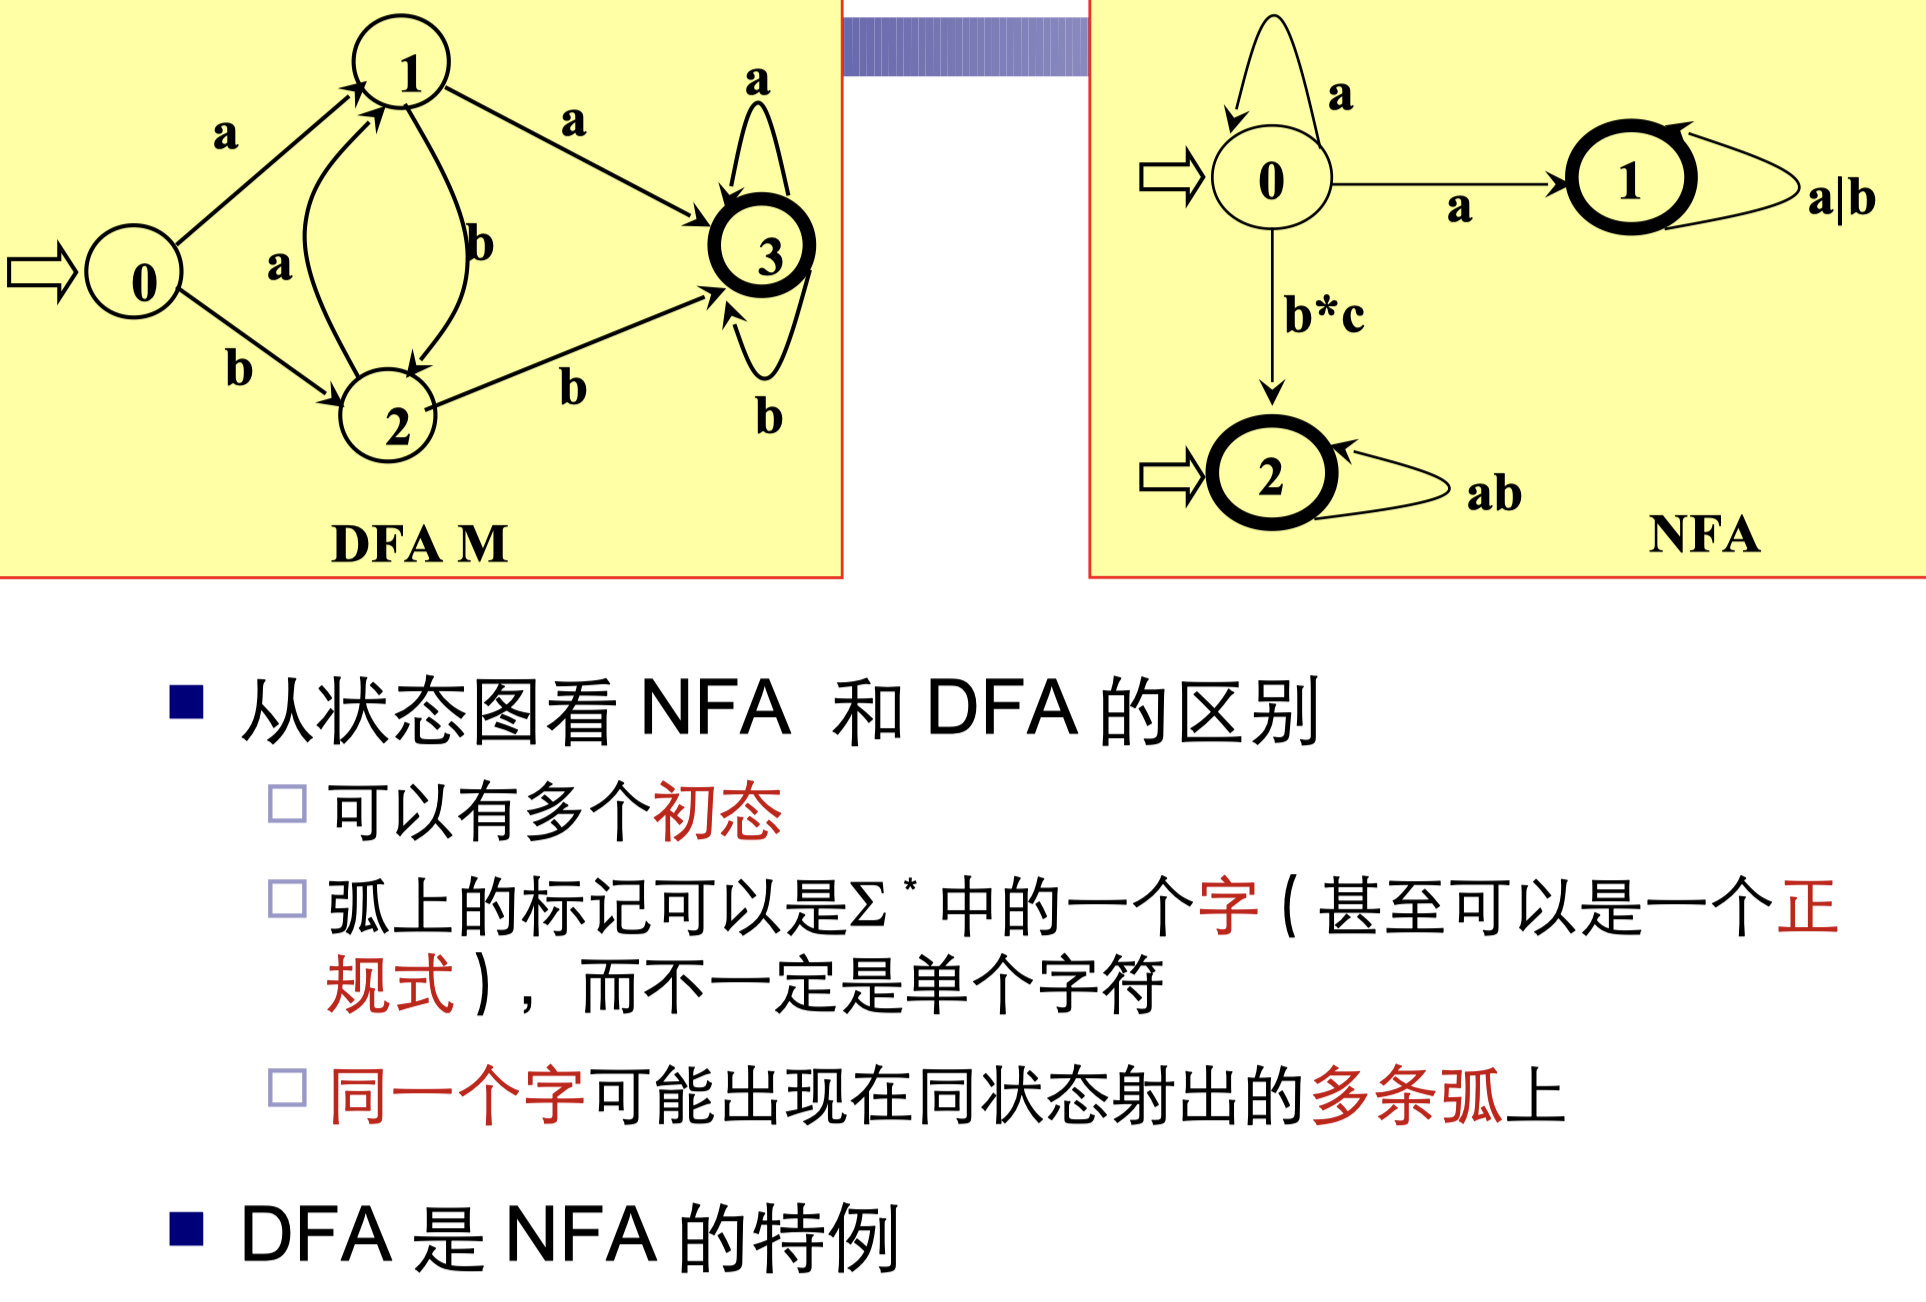 1
a
a
a
0
a
b
3
b
2
b
b
DFA M
a
0
a
1
a|b
b*c
2
ab
NFA
从状态图看 NFA 和 DFA 的区别
可以有多个初态
弧上的标记可以是Σ*中的一个字(甚至可以是一个正
规式), 而不一定是单个字符
同一个字可能出现在同状态射出的多条弧上
DFA 是 NFA 的特例